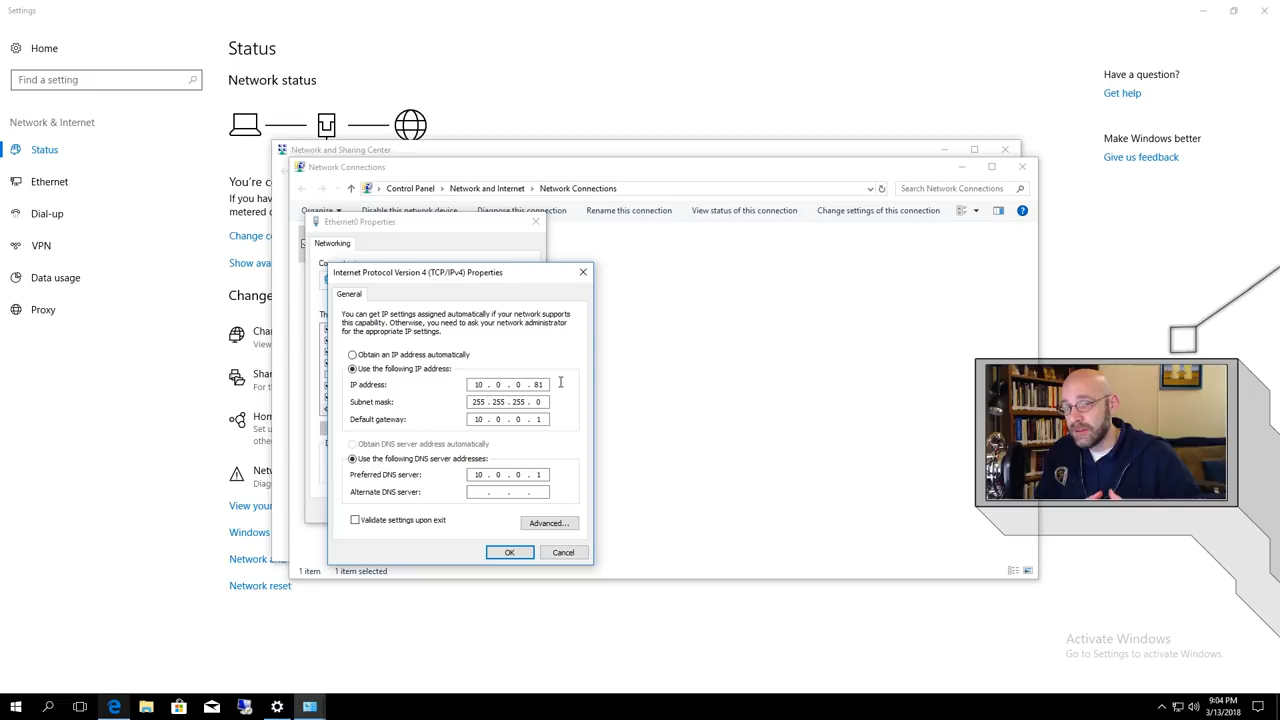 Settings
Home
Find a setting
Network & Internet
Status
Ethernet
Dial-up
VPN
Data usage
Proxy
Status
Network status
You're c
If you hav
metered c
Change c
Show ava
Chang
Chan
View
Shar
For t
Hom
Set u
other
Netw
Diag
View your
Windows
Network an
Network reset
Have a question?
Get help
Make Windows better
Give us feedback
Network and Sharing Center
Network Connections
Control Panel
Network and Internet
Network Connections
Search Network Connections
Organize
Disable this network device
Diagnose this connection
Rename this connection
View status of this connection
Change settings of this connection
Ethernet0 Properties
Networking
Th
Internet Protocol Version 4 (TCP/IPv4) Properties
General
You can get IP settings assigned automatically if your network supports
this capability. Otherwise, you need to ask your network administrator
for the appropriate IP settings.
Obtain an IP address automatically
Use the following IP address:
IP address: 10 . 0 . 0 . 81
Subnet mask: 255 . 255 . 255 . 0
Default gateway: 10 . 0 . 0 . 1
Obtain DNS server address automatically
Use the following DNS server addresses:
Preferred DNS server: 10 . 0 . 0 . 1
Alternate DNS server: . . .
Validate settings upon exit
Advanced...
OK
Cancel
1 item
1 item selected
Activate Windows
Go to Settings to activate Windows.
9:04 PM
3/13/2018